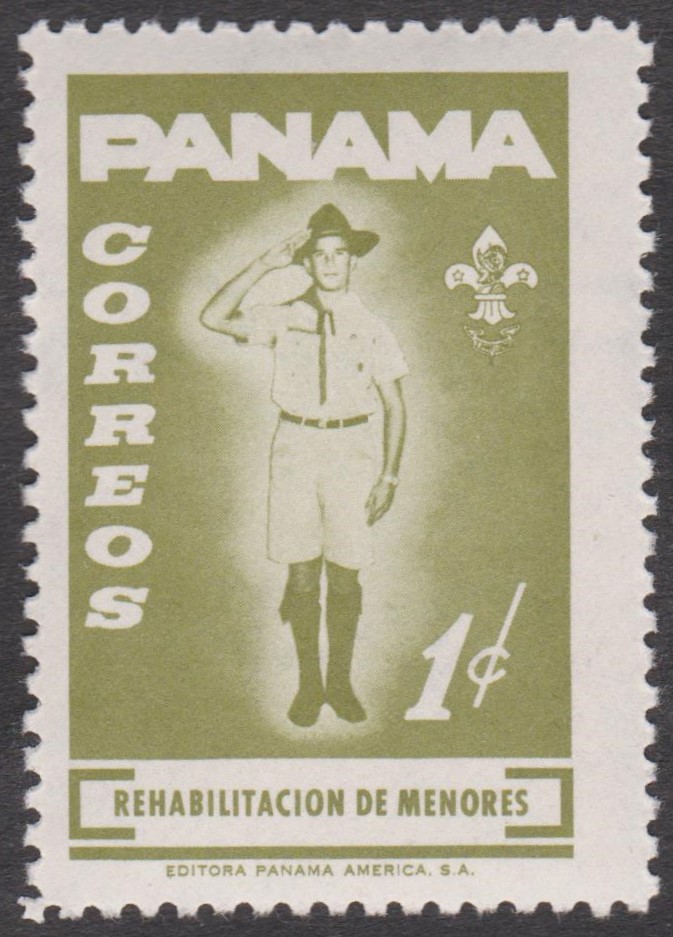 PANAMA
CORREOS
1¢
REHABILITACION DE MENORES
EDITORA PANAMA AMERICA, S.A.